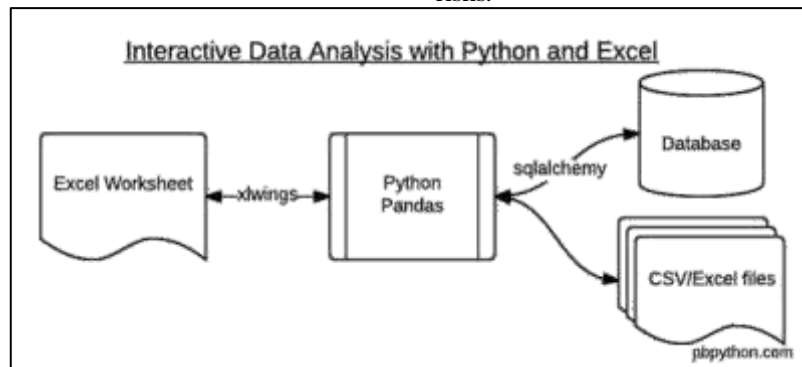 Interactive Data Analysis with Python and Excel
Excel Worksheet
xlwings
Python
Pandas
sqlalchemy
Database
CSV/Excel files
pbpython.com